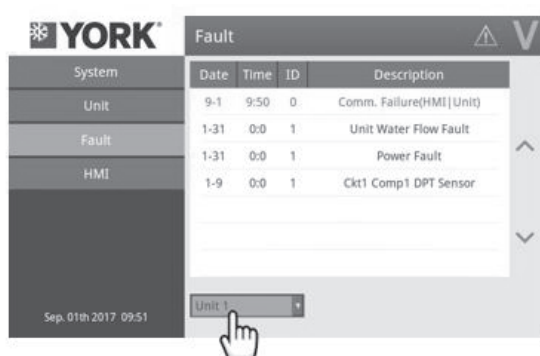 YORK®
Fault
V
System
Unit
Fault
HMI
Date Time ID Description
9-1 9:50 0 Comm. Failure(HMI|Unit)
1-31 0:0 1 Unit Water Flow Fault
1-31 0:0 1 Power Fault
1-9 0:0 1 Ckt1 Comp1 DPT Sensor
Unit 1
Sep. 01th 2017 09:51